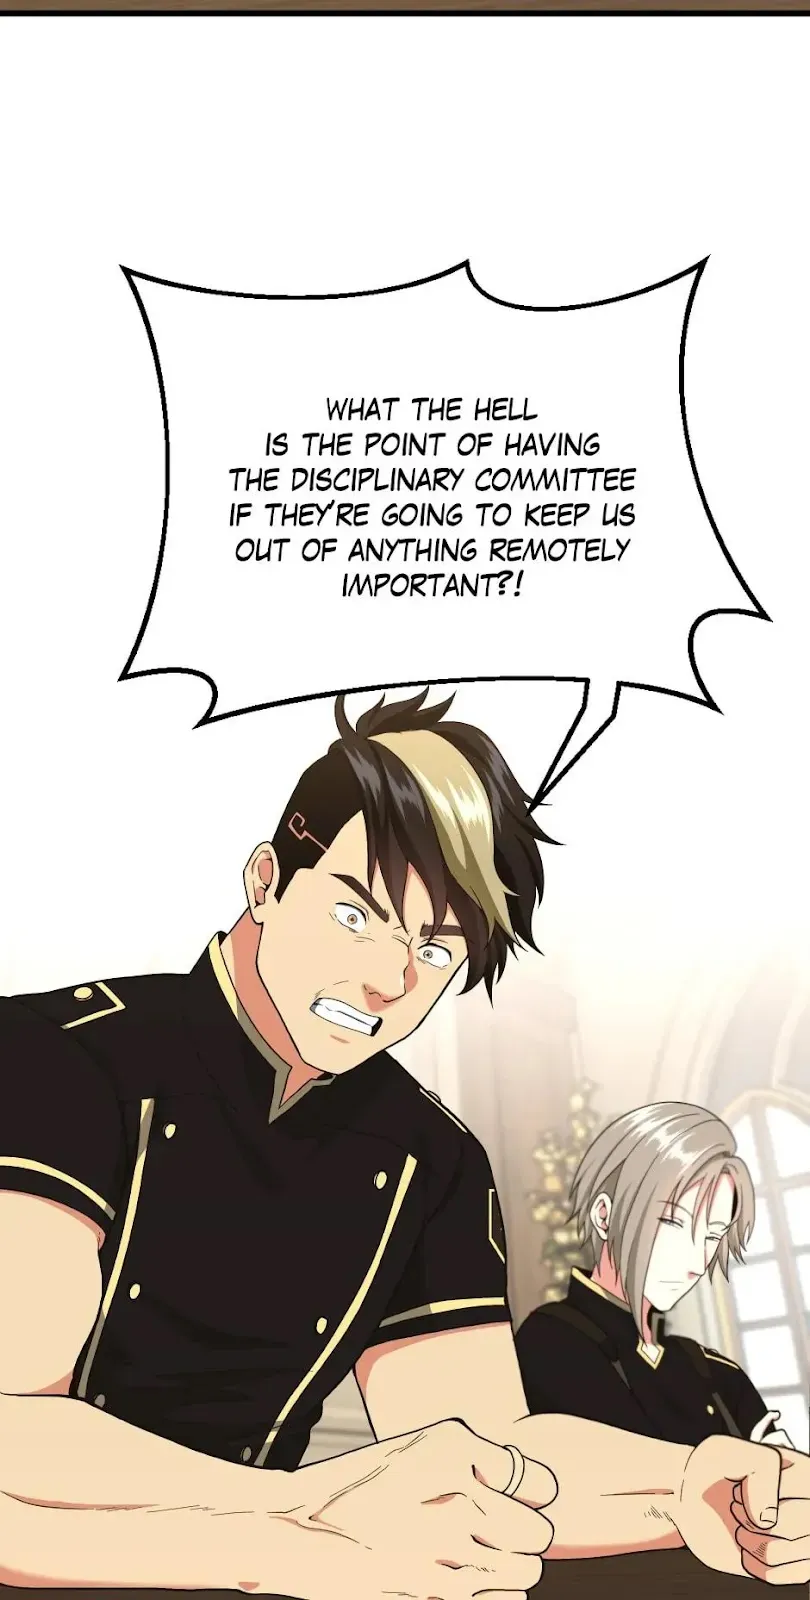 WHAT THE HELL
IS THE POINT OF HAVING
THE DISCIPLINARY COMMITTEE
IF THEY'RE GOING TO KEEP US
OUT OF ANYTHING REMOTELY
IMPORTANT?!